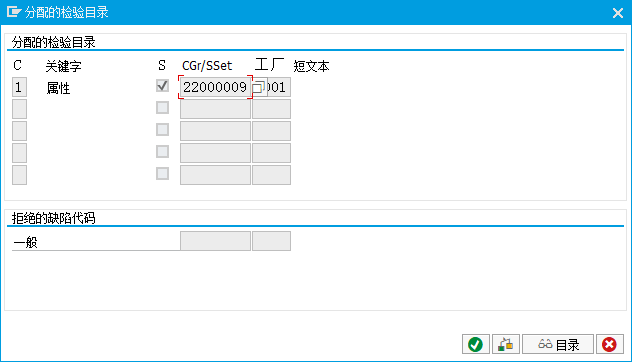 分配的检验目录
分配的检验目录
C 关键字 S CGr/SSet 工厂 短文本
1 属性 22000009 001
拒绝的缺陷代码
一般
目录